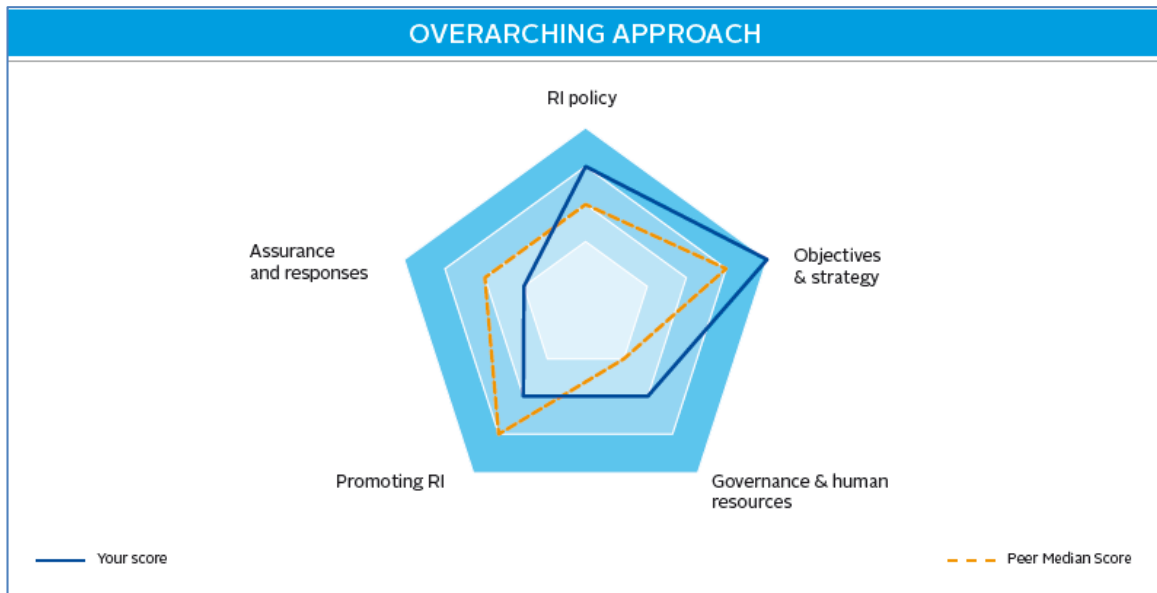 OVERARCHING APPROACH
RI policy
Assurance
and responses
Objectives
& strategy
Promoting RI
Governance & human
resources
Your score
Peer Median Score